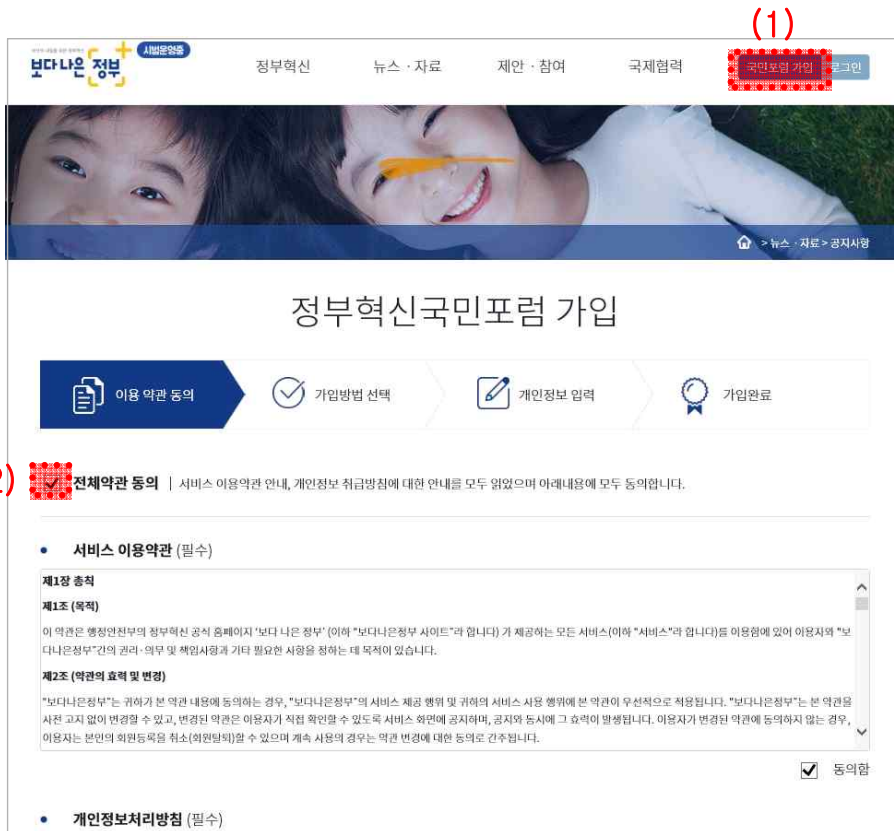 (1)
시범운영중
보다나은 정부
정부혁신 뉴스 · 자료 제안 · 참여 국제협력 국민포럼 가입 로그인
> 뉴스 · 자료 > 공지사항
정부혁신국민포럼 가입
이용 약관 동의 가입방법 선택 개인정보 입력 가입완료
2) 전체약관 동의 | 서비스 이용약관 안내, 개인정보 취급방침에 대한 안내를 모두 읽었으며 아래내용에 모두 동의합니다.
• 서비스 이용약관 (필수)
제1장 총칙
제1조 (목적)
이 약관은 행정안전부의 정부혁신 공식 홈페이지 '보다 나은 정부' (이하 "보다나은정부 사이트"라 합니다) 가 제공하는 모든 서비스(이하 "서비스"라 합니다)를 이용함에 있어 이용자와 "보
다나은정부"간의 권리·의무 및 책임사항과 기타 필요한 사항을 정하는 데 목적이 있습니다.
제2조 (약관의 효력 및 변경)
"보다나은정부"는 귀하가 본 약관 내용에 동의하는 경우, "보다나은정부"의 서비스 제공 행위 및 귀하의 서비스 사용 행위에 본 약관이 우선적으로 적용됩니다. "보다나은정부"는 본 약관을
사전 고지 없이 변경할 수 있고, 변경된 약관은 이용자가 직접 확인할 수 있도록 서비스 화면에 공지하며, 공지와 동시에 그 효력이 발생됩니다. 이용자가 변경된 약관에 동의하지 않는 경우,
이용자는 본인의 회원등록을 취소(회원탈퇴)할 수 있으며 계속 사용의 경우는 약관 변경에 대한 동의로 간주됩니다.
동의함
• 개인정보처리방침 (필수)